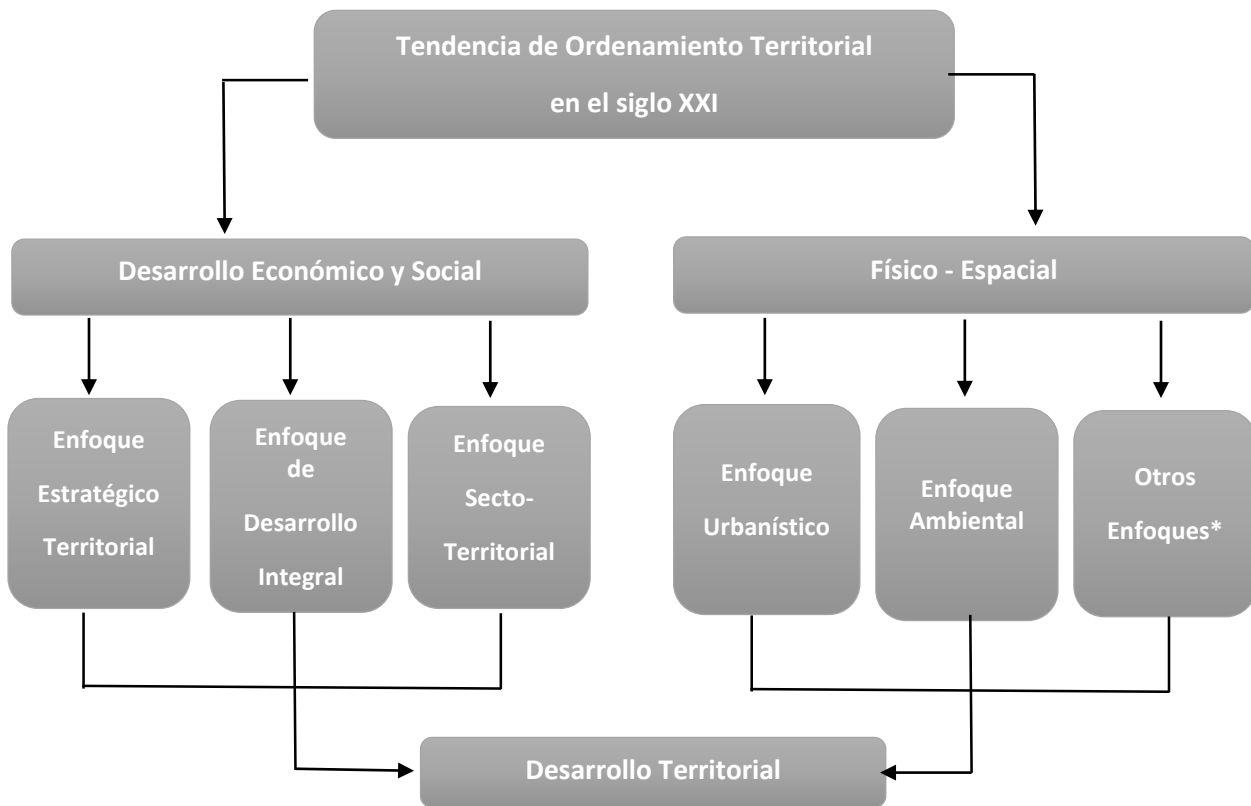 Tendencia de Ordenamiento Territorial
en el siglo XXI
Desarrollo Económico y Social
Físico - Espacial
Enfoque
Estratégico
Territorial
Enfoque
de
Desarrollo
Integral
Enfoque
Secto-
Territorial
Enfoque
Urbanístico
Enfoque
Ambiental
Otros
Enfoques*
Desarrollo Territorial